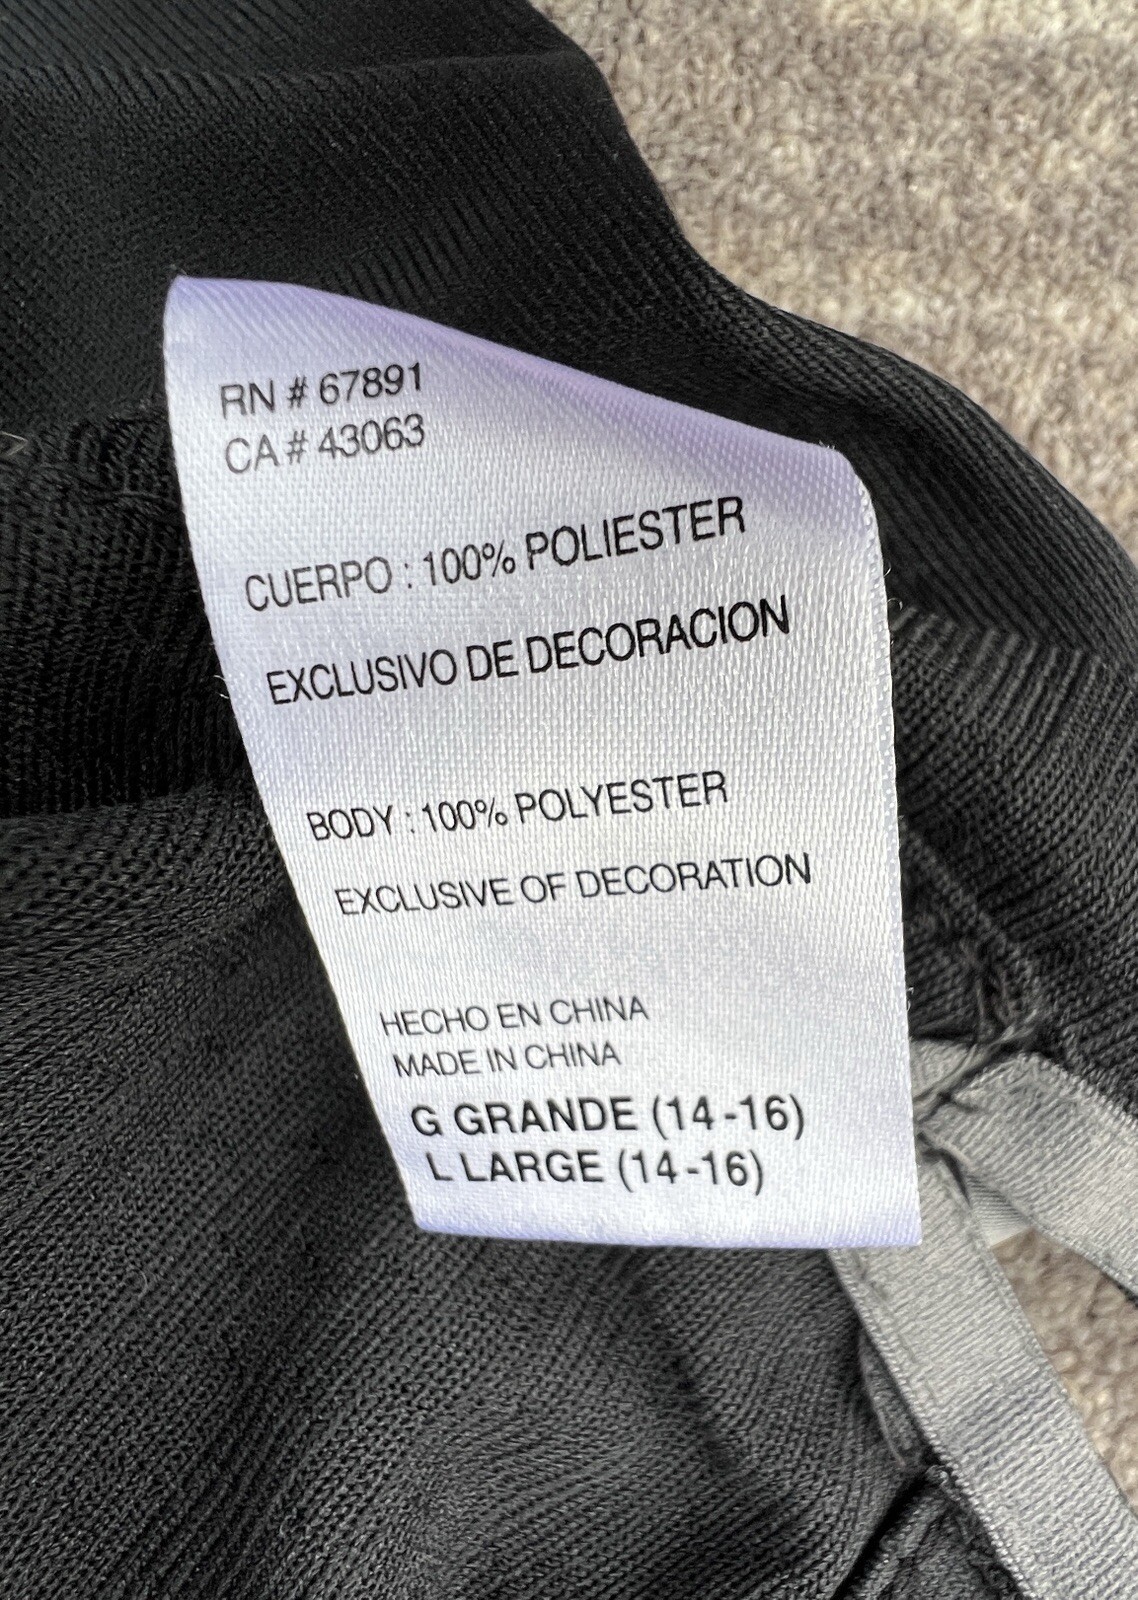 RN # 67891
CA # 43063
CUERPO : 100% POLIESTER
EXCLUSIVO DE DECORACION
BODY : 100% POLYESTER
EXCLUSIVE OF DECORATION
HECHO EN CHINA
MADE IN CHINA
G GRANDE (14-16)
L LARGE (14-16)